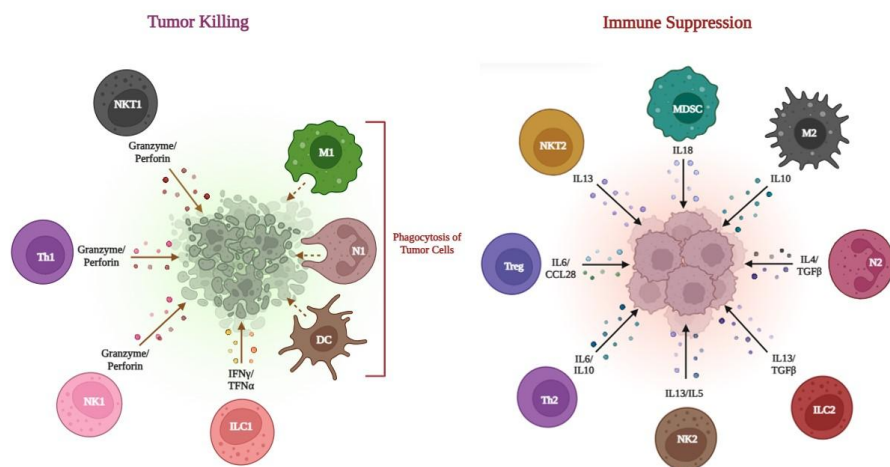 Tumor Killing
NKT1
Granzyme/
Perforin
M1
Th1
Granzyme/
Perforin
N1
Phagocytosis of
Tumor Cells
Granzyme/
Perforin
NK1
IFNγ/
TFNα
ILC1
DC
Immune Suppression
MDSC
IL18
NKT2
IL13
M2
IL10
Treg
IL6/
CCL28
IL4/
TGFβ
N2
IL6/
IL10
Th2
IL13/IL5
NK2
IL13/
TGFβ
ILC2